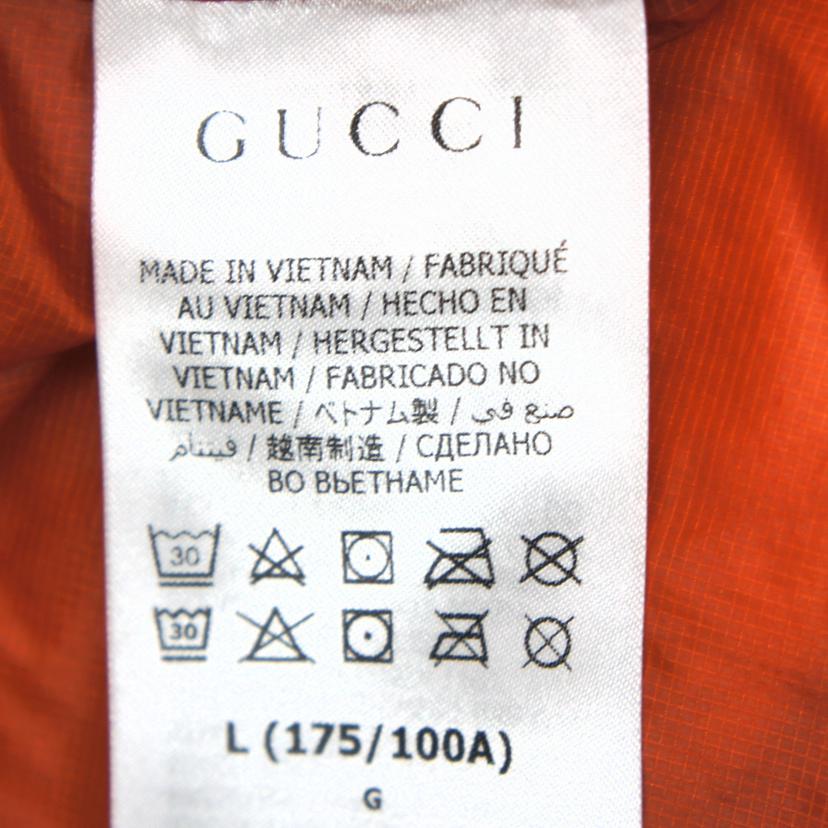 GUCCI
MADE IN VIETNAM / FABRIQUÉ
AU VIETNAM / HECHO EN
VIETNAM / HERGESTELLT IN
VIETNAM / FABRICADO NO
VIETNAME / ベトナム製 / صنع في
فيتنام / 越南制造 / СДЕЛАНО
ВО ВЬЕТНАМЕ
30
30
L (175/100A)
G